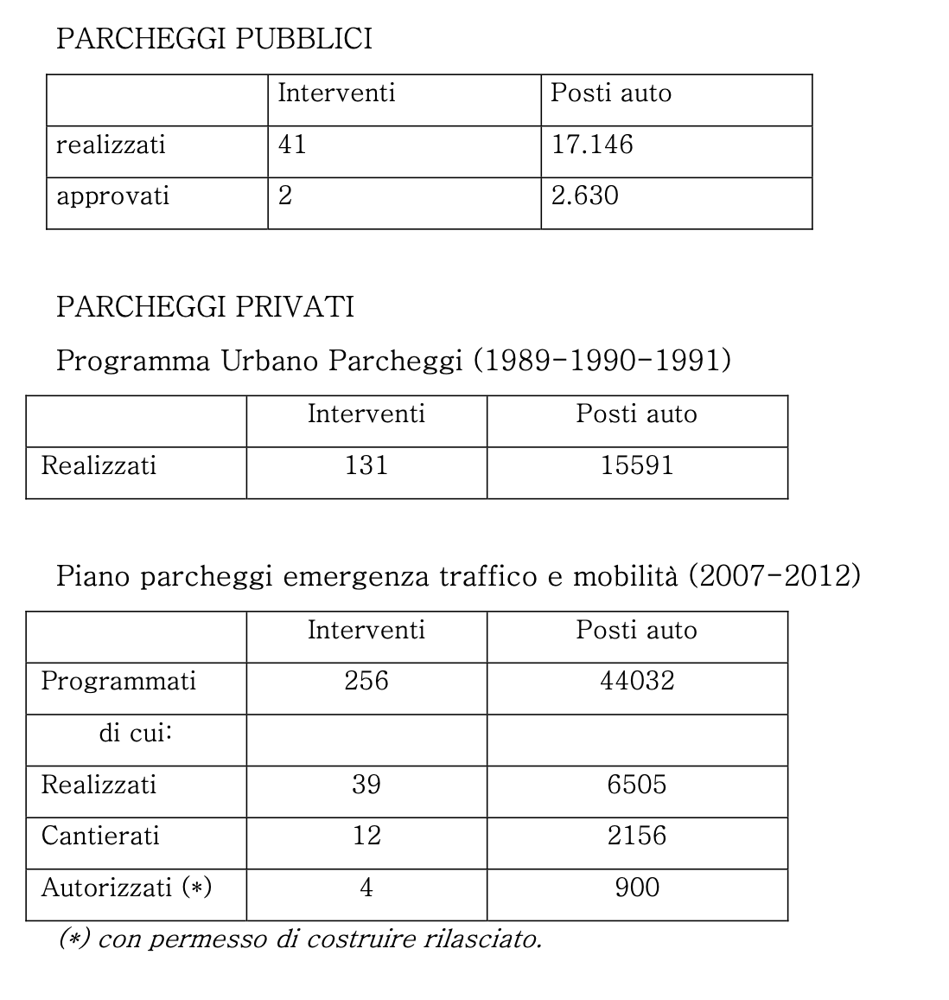 PARCHEGGI PUBBLICI
Interventi Posti auto
realizzati 41 17.146
approvati 2 2.630
PARCHEGGI PRIVATI
Programma Urbano Parcheggi (1989-1990-1991)
Interventi Posti auto
Realizzati 131 15591
Piano parcheggi emergenza traffico e mobilità (2007-2012)
Interventi Posti auto
Programmati 256 44032
di cui:
Realizzati 39 6505
Cantierati 12 2156
Autorizzati (*) 4 900
(*) con permesso di costruire rilasciato.